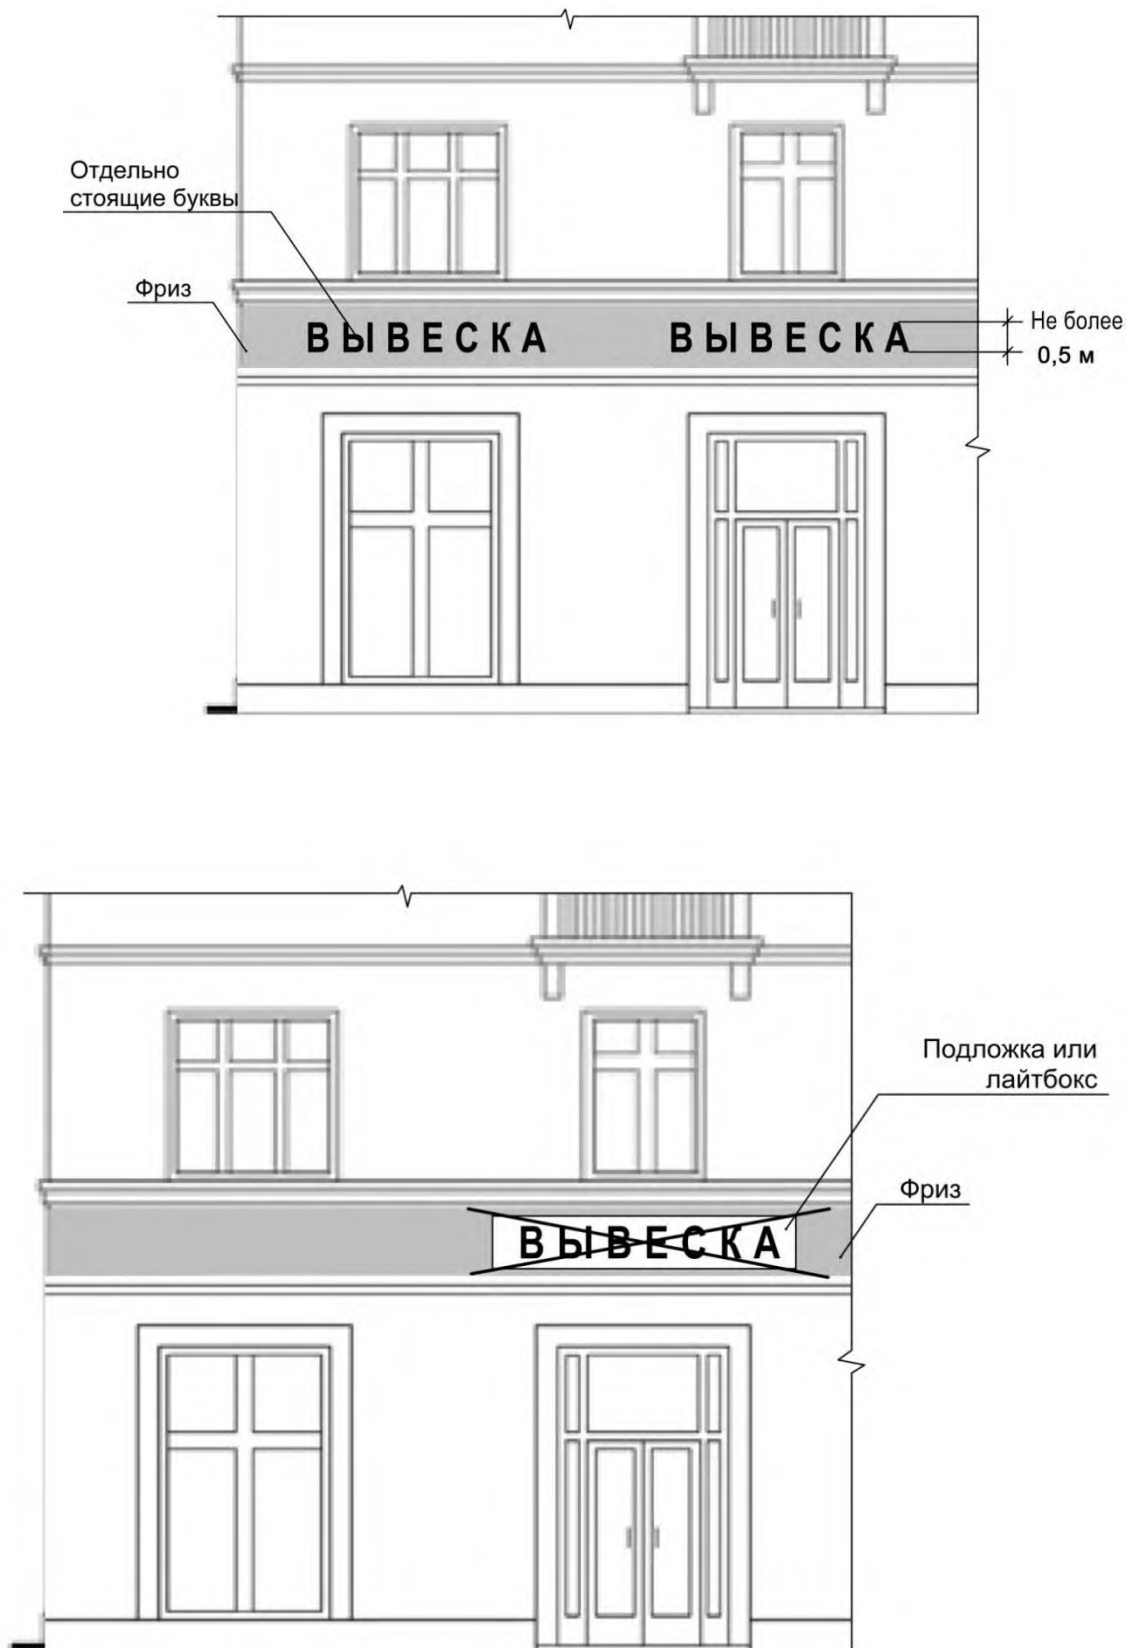 Отдельно
стоящие буквы
Фриз
ВЫВЕСКА ВЫВЕСКА
Не более
0,5 м
Подложка или
лайтбокс
Фриз
ВЫВЕСКА